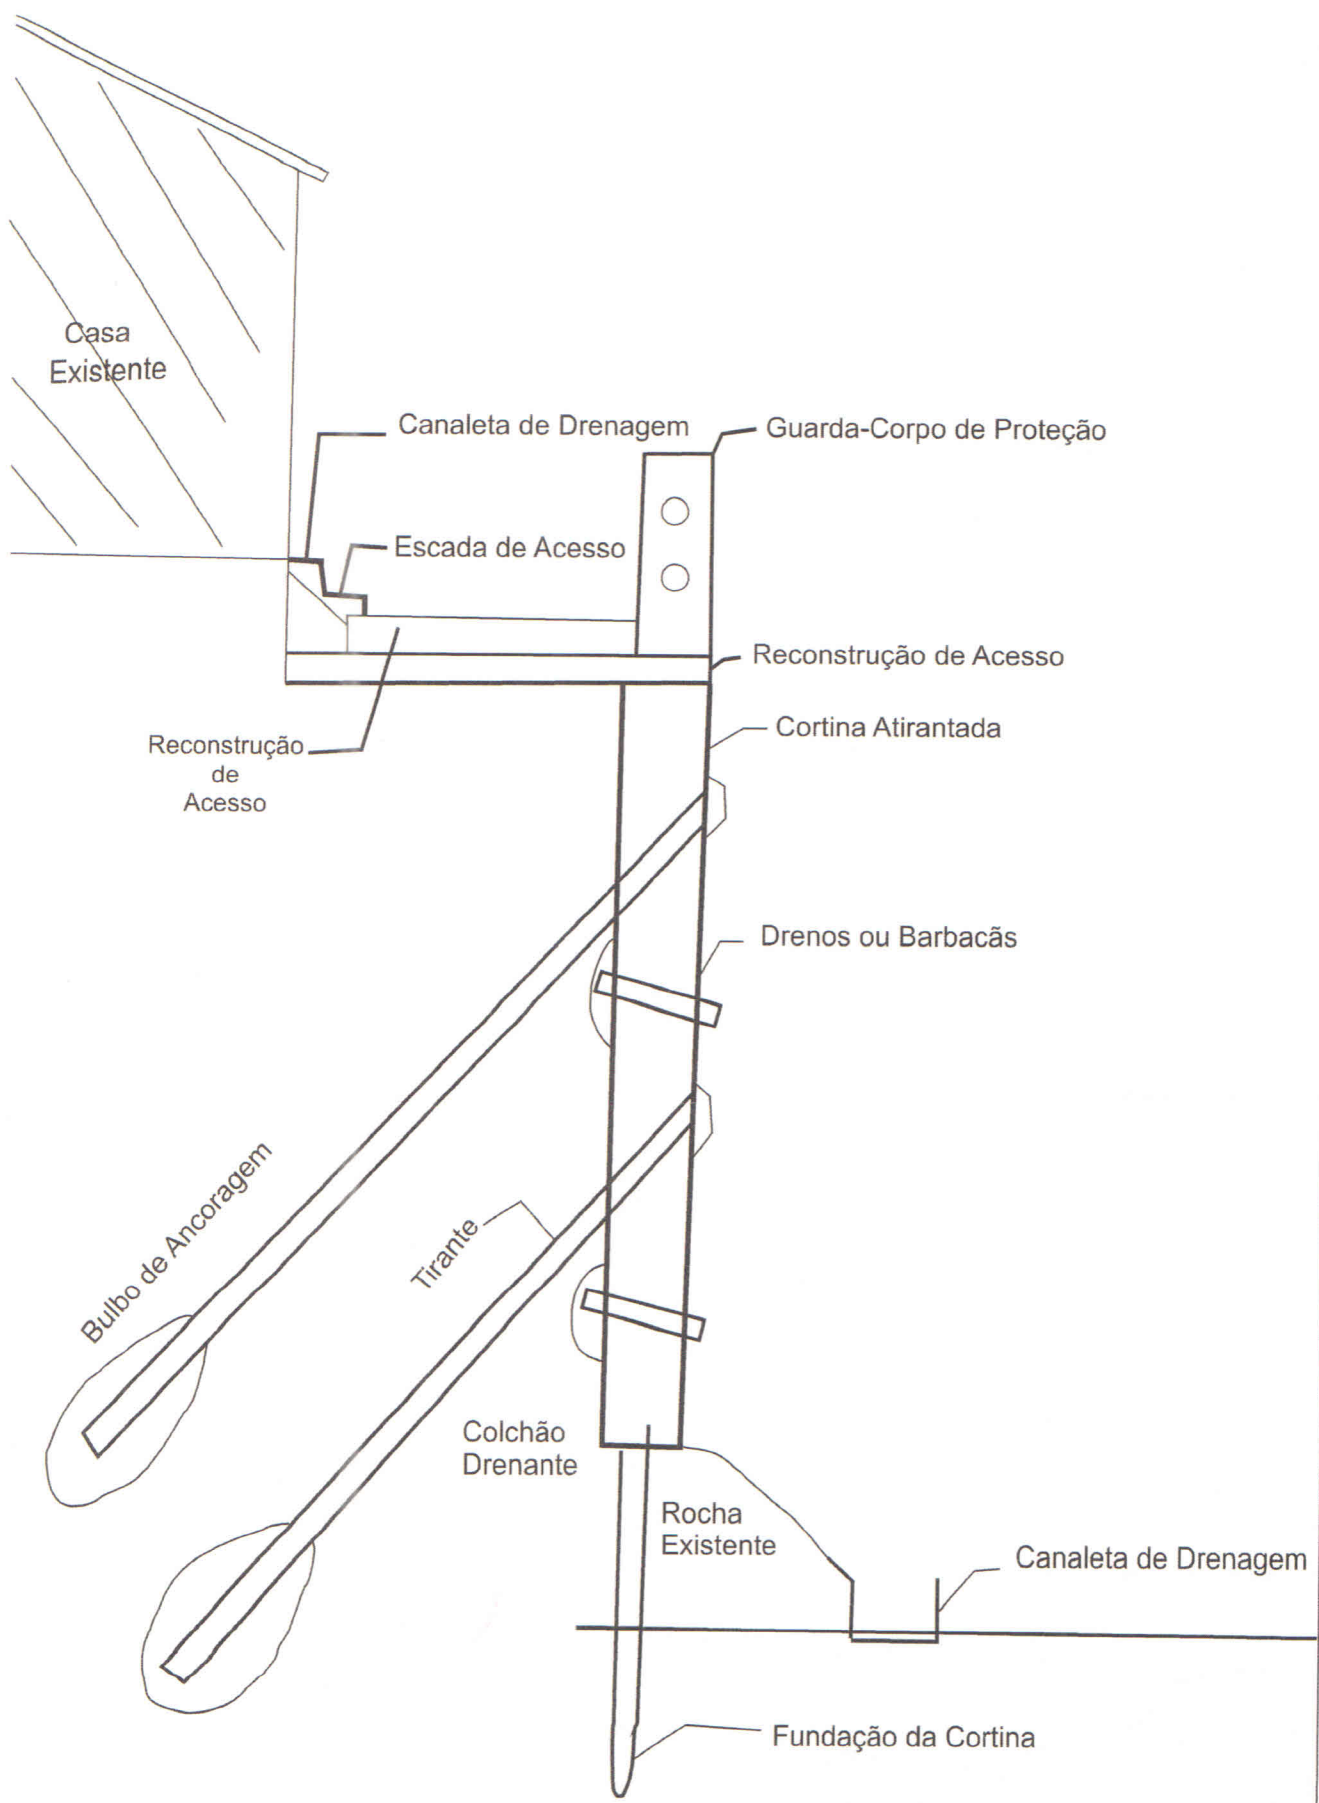 Casa
Existente
Canaleta de Drenagem
Guarda-Corpo de Proteção
Escada de Acesso
Reconstrução de Acesso
Reconstrução
de
Acesso
Cortina Atirantada
Drenos ou Barbacãs
Bulbo de Ancoragem
Tirante
Colchão
Drenante
Rocha
Existente
Canaleta de Drenagem
Fundação da Cortina